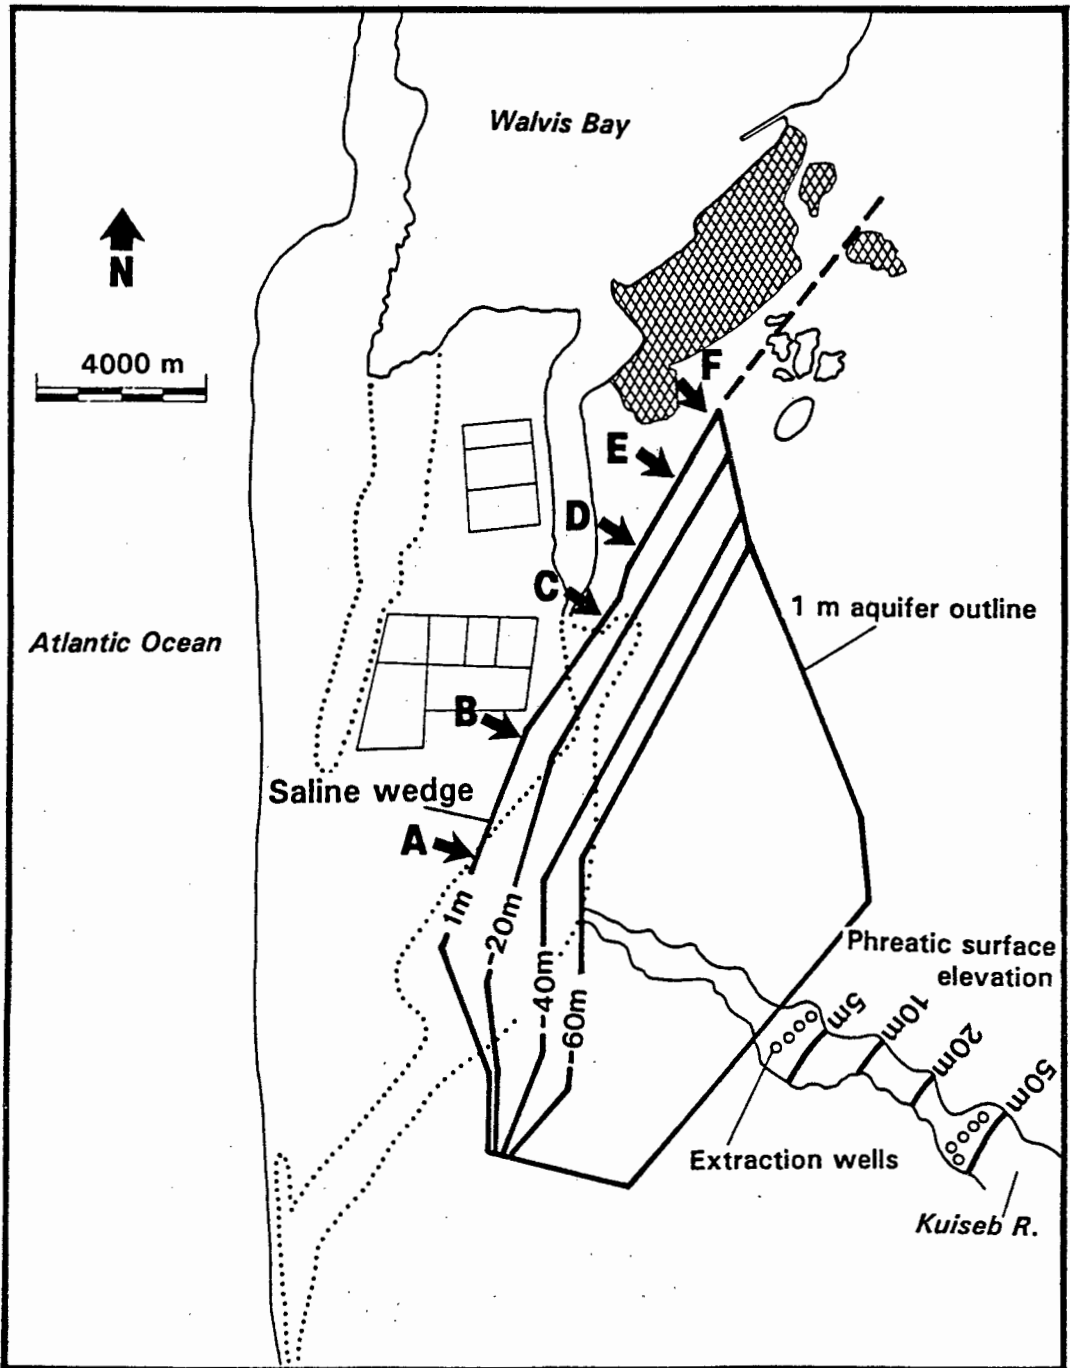 Walvis Bay
N
4000 m
F
E
D
C
1 m aquifer outline
Atlantic Ocean
B
Saline wedge
A
1m
20m
40m
60m
Phreatic surface
elevation
5m
10m
20m
50m
Extraction wells
Kuiseb R.